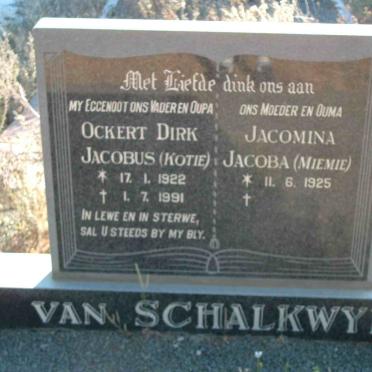 Met Liefde dink ons aan
MY EGGENOOT ONS VADER EN OUPA
OCKERT DIRK
JACOBUS (KOTIE)
* 17. 1. 1922
† 1. 7. 1991
IN LEWE EN IN STERWE,
SAL U STEEDS BY MY BLY.
ONS MOEDER EN OUMA
JACOMINA
JACOBA (MIEMIE)
* 11. 6. 1925
†
VAN SCHALKWY